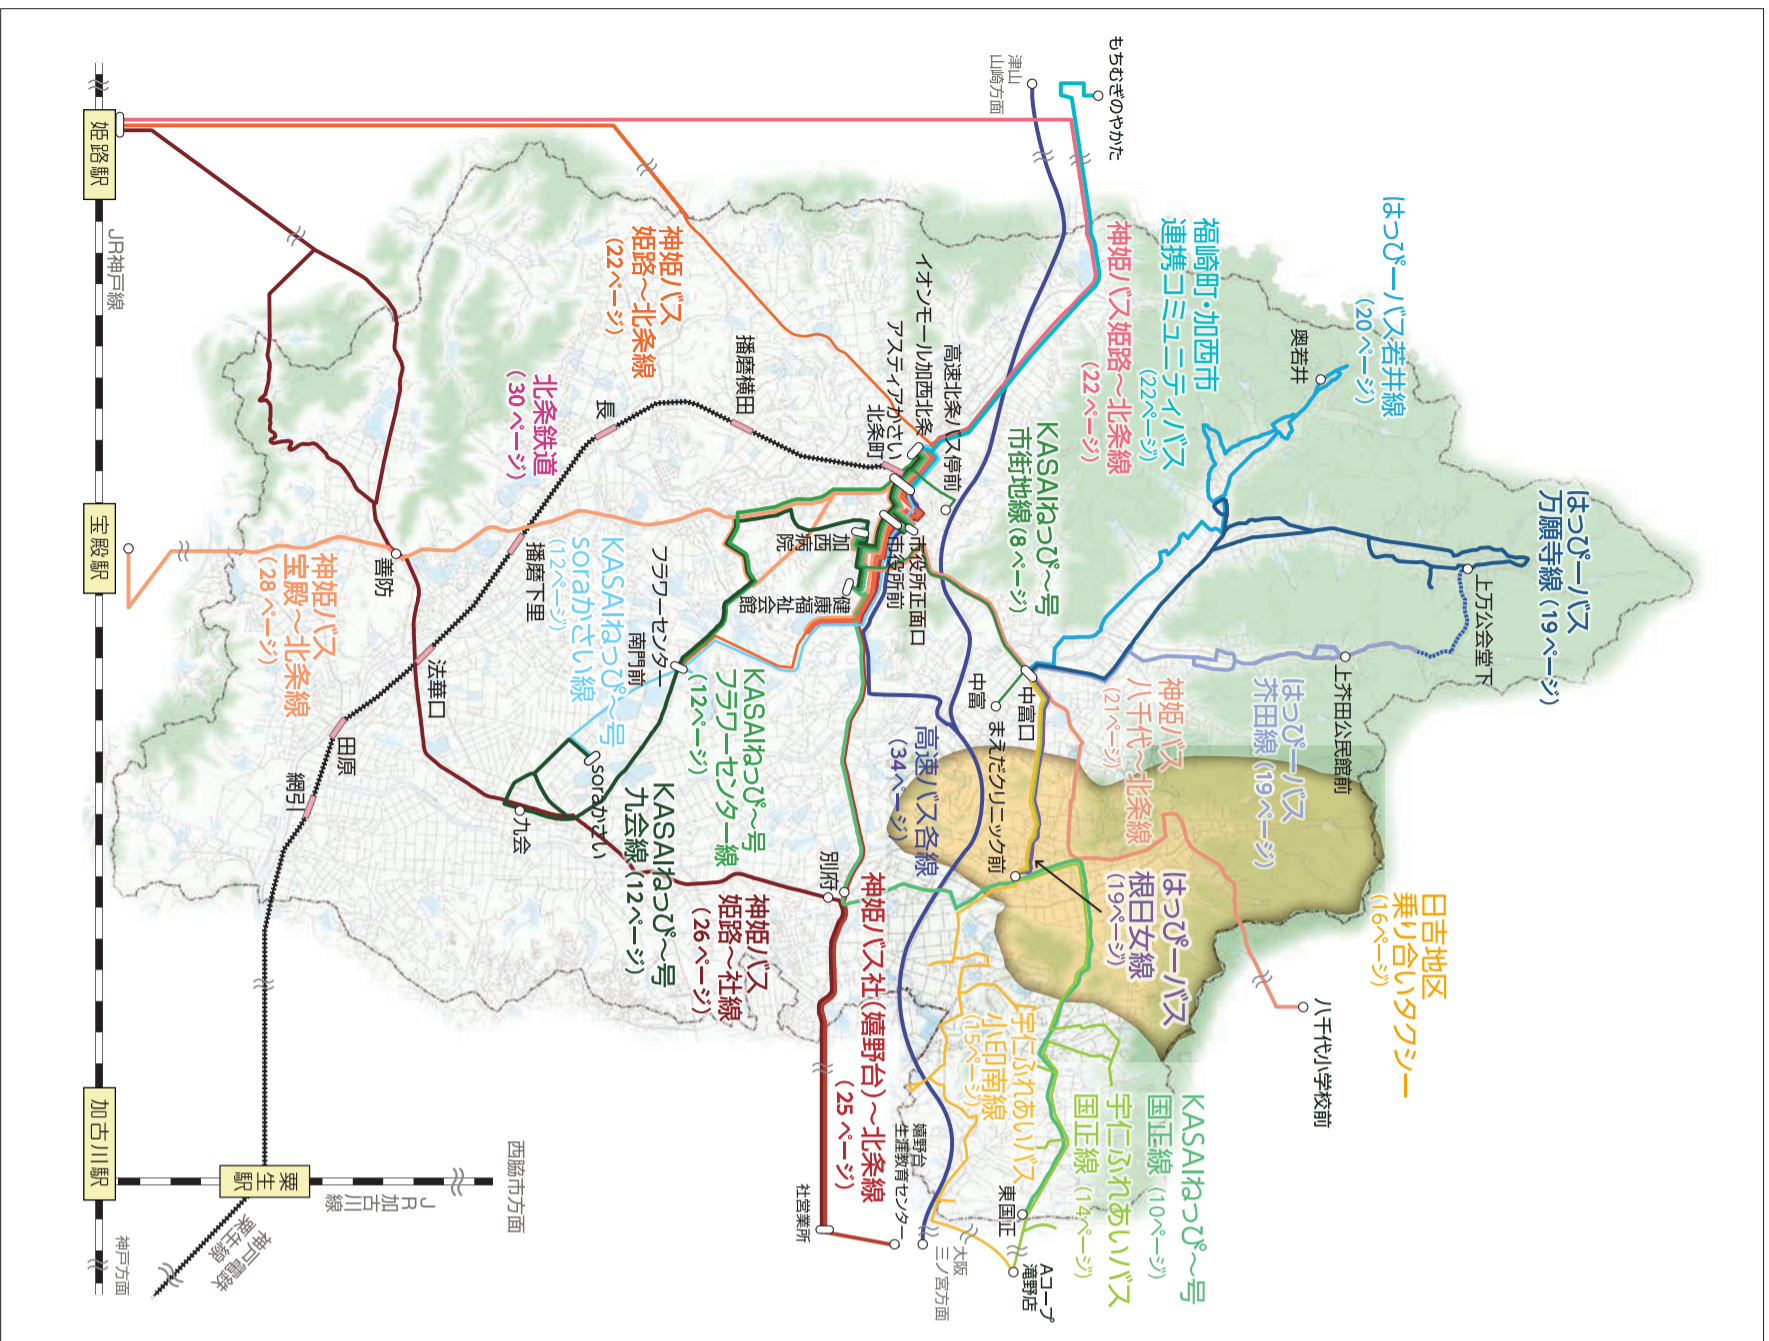 はっぴーバス
万願寺線（19ページ）
はっぴーバス若井線
（20ページ）
奥若井
上万公会堂下
上芥田公民館前
はっぴーバス
芥田線（19ページ）
日吉地区
乗り合いタクシー
（16ページ）
八千代小学校前
もちむぎのやかた
津山
山崎方面
福崎町・加西市
連携コミュニティバス
（22ページ）
神姫バス姫路～北条線
（22ページ）
KASAIねっぴ～号
市街地線（8ページ）
神姫バス
八千代～北条線
（21ページ）
はっぴーバス
根日女線
（19ページ）
KASAIねっぴ～号
国正線（10ページ）
宇仁ふれあいバス
国正線（14ページ）
宇仁ふれあいバス
小印南線
（15ページ）
東国正
Aコープ
滝野店
大阪
三ノ宮方面
嬉野台
生涯教育センター
社営業所
中富口
中富
まえだクリニック前
高速バス各線
（34ページ）
高速北条バス停前
イオンモール加西北条
アスティアかさい
北条町
市役所正面口
市役所前
加西病院
健康福祉会館
神姫バス社（嬉野台）～北条線
（25ページ）
別府
神姫バス
姫路～社線
（26ページ）
KASAIねっぴ～号
フラワーセンター線
（12ページ）
KASAIねっぴ～号
九会線（12ページ）
フラワーセンター
南門前
KASAIねっぴ～号
soraかさい線
（12ページ）
soraかさい
九会
神姫バス
姫路～北条線
（22ページ）
播磨横田
長
北条鉄道
（30ページ）
播磨下里
法華口
田原
網引
善防
神姫バス
宝殿～北条線
（28ページ）
西脇市方面
JR加古川線
粟生駅
神戸電鉄
粟生線
姫路駅
JR神戸線
宝殿駅
加古川駅
神戸方面